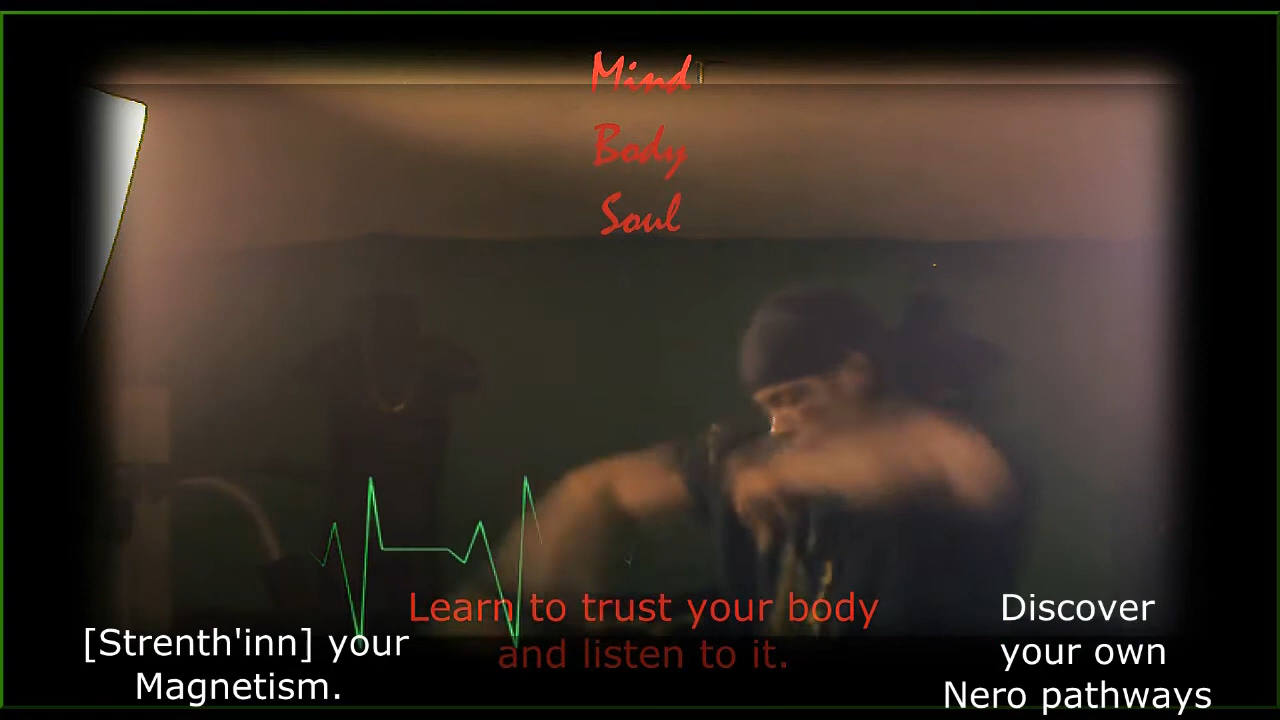 Mind
Body
Soul
Learn to trust your body
and listen to it.
[Strenth'inn] your
Magnetism.
Discover
your own
Nero pathways